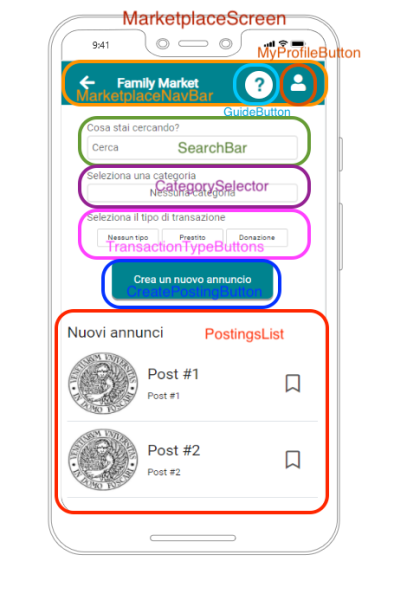 MarketplaceScreen
9:41
MyProfileButton
Family Market
?
MarketplaceNavBar
GuideButton
Cosa stai cercando?
Cerca
SearchBar
Seleziona una categoria
CategorySelector
Nessuna categoria
Seleziona il tipo di transazione
Nessun tipo Prestito Donazione
TransactionTypeButtons
Crea un nuovo annuncio
CreatePostingButton
Nuovi annunci
PostingsList
Post #1
Post #1
Post #2
Post #2